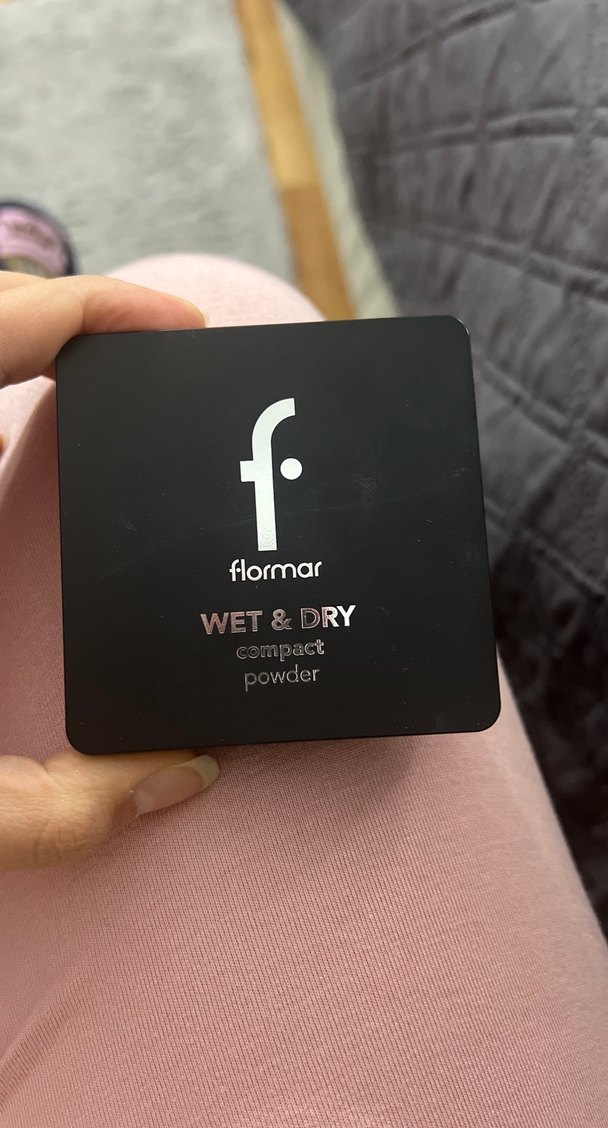 f
flormar
WET & DRY
compact
powder